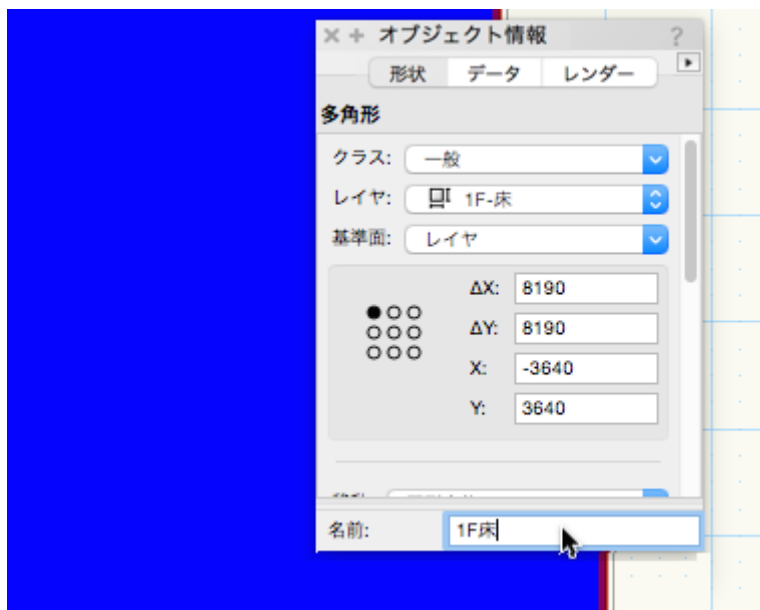 オブジェクト情報 ?
形状 データ レンダー
多角形
クラス: 一般
レイヤ: 1F-床
基準面: レイヤ
ΔX: 8190
ΔY: 8190
X: -3640
Y: 3640
名前: 1F床